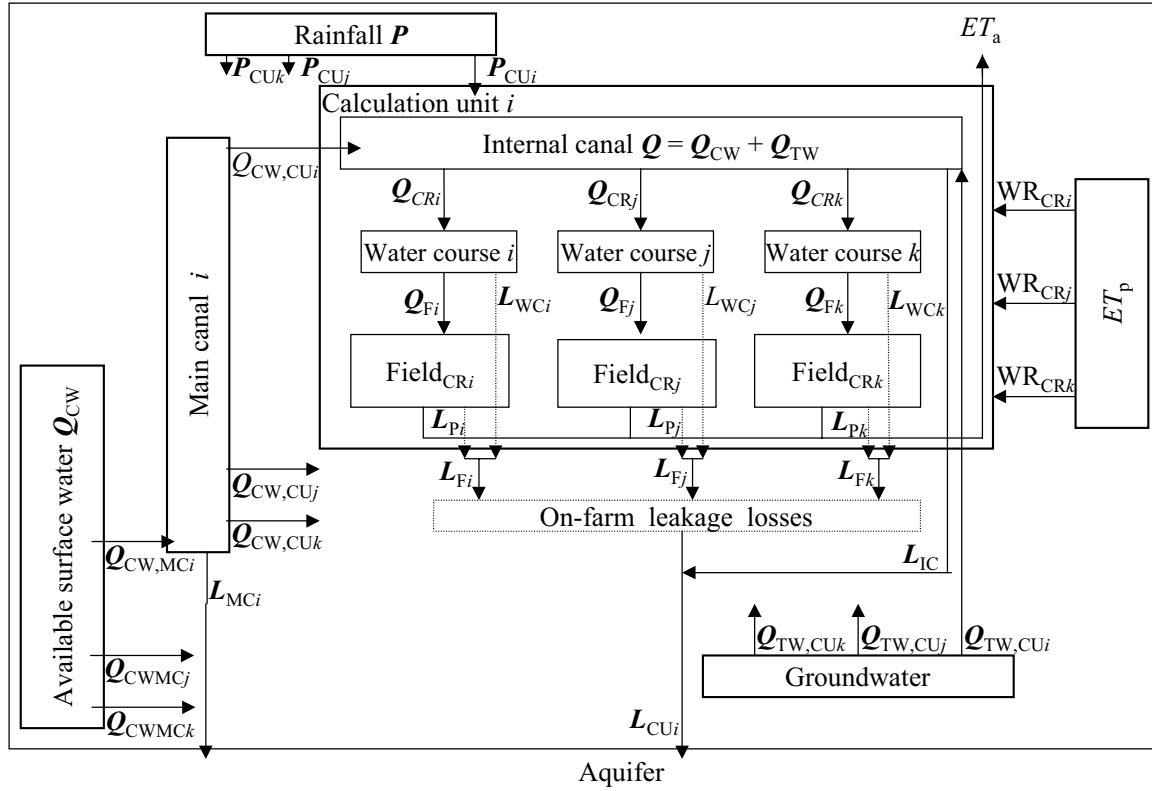 Rainfall P
ET_a
P_CUk
P_CUj
P_CUi
Calculation unit i
Internal canal Q = Q_CW + Q_TW
Q_CW,CUi
Q_CRi
Q_CRj
Q_CRk
WR_CRi
Water course i
Water course j
Water course k
Main canal i
Q_Fi
L_WCi
Q_Fj
L_WCj
Q_Fk
L_WCk
WR_CRj
ET_p
Field_CRi
Field_CRj
Field_CRk
WR_CRk
L_Pi
L_Pj
L_Pk
Available surface water Q_CW
Q_CW,CUj
L_Fi
L_Fj
L_Fk
On-farm leakage losses
Q_CW,CUk
Q_CW,MCi
L_MCi
L_IC
Q_TW,CUk
Q_TW,CUj
Q_TW,CUi
Q_CWMCj
Groundwater
Q_CWMCk
L_CUi
Aquifer